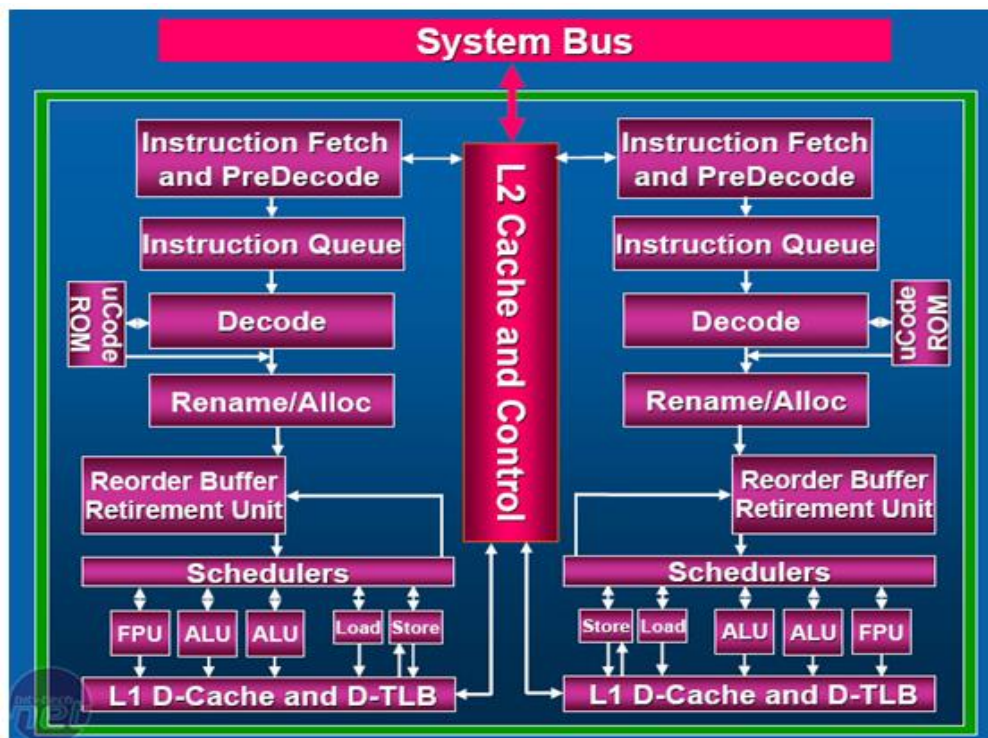 System Bus
Instruction Fetch
and PreDecode
Instruction Queue
uCode
ROM
Decode
Rename/Alloc
Reorder Buffer
Retirement Unit
Schedulers
FPU
ALU
ALU
Load
Store
L1 D-Cache and D-TLB
L2 Cache and Control
Instruction Fetch
and PreDecode
Instruction Queue
Decode
uCode
ROM
Rename/Alloc
Reorder Buffer
Retirement Unit
Schedulers
Store
Load
ALU
ALU
FPU
L1 D-Cache and D-TLB
net